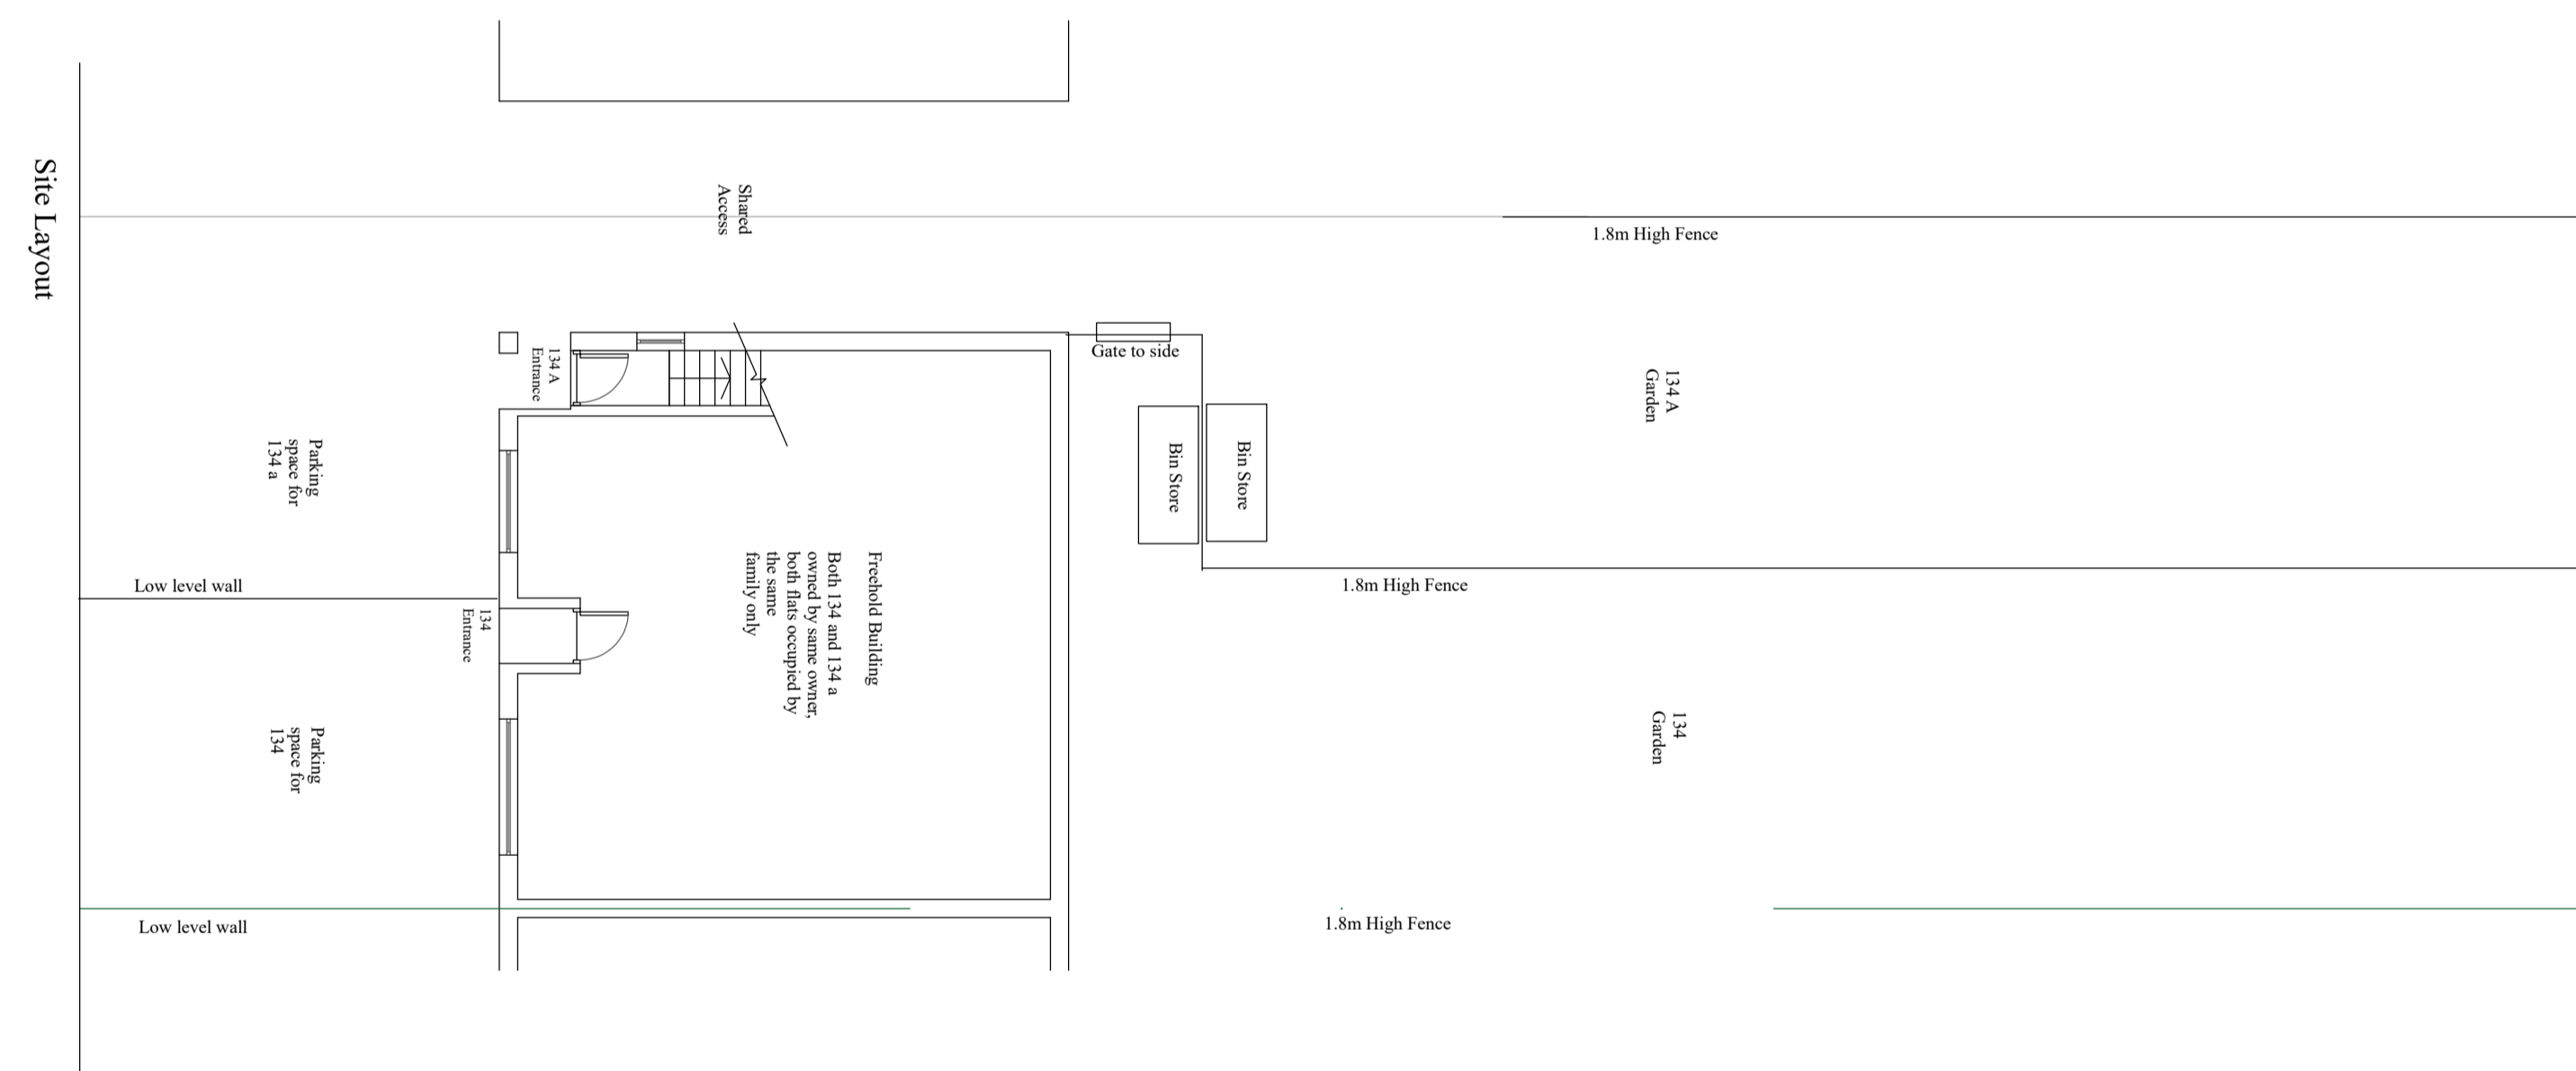 Site Layout
Shared
Access
1.8m High Fence
134 A
Entrance
Gate to side
134 A
Garden
Parking
space for
134 a
Bin Store
Bin Store
Low level wall
134
Entrance
Freehold Building
Both 134 and 134 a
owned by same owner,
both flats occupied by
the same
family only
1.8m High Fence
134
Garden
Parking
space for
134
Low level wall
1.8m High Fence